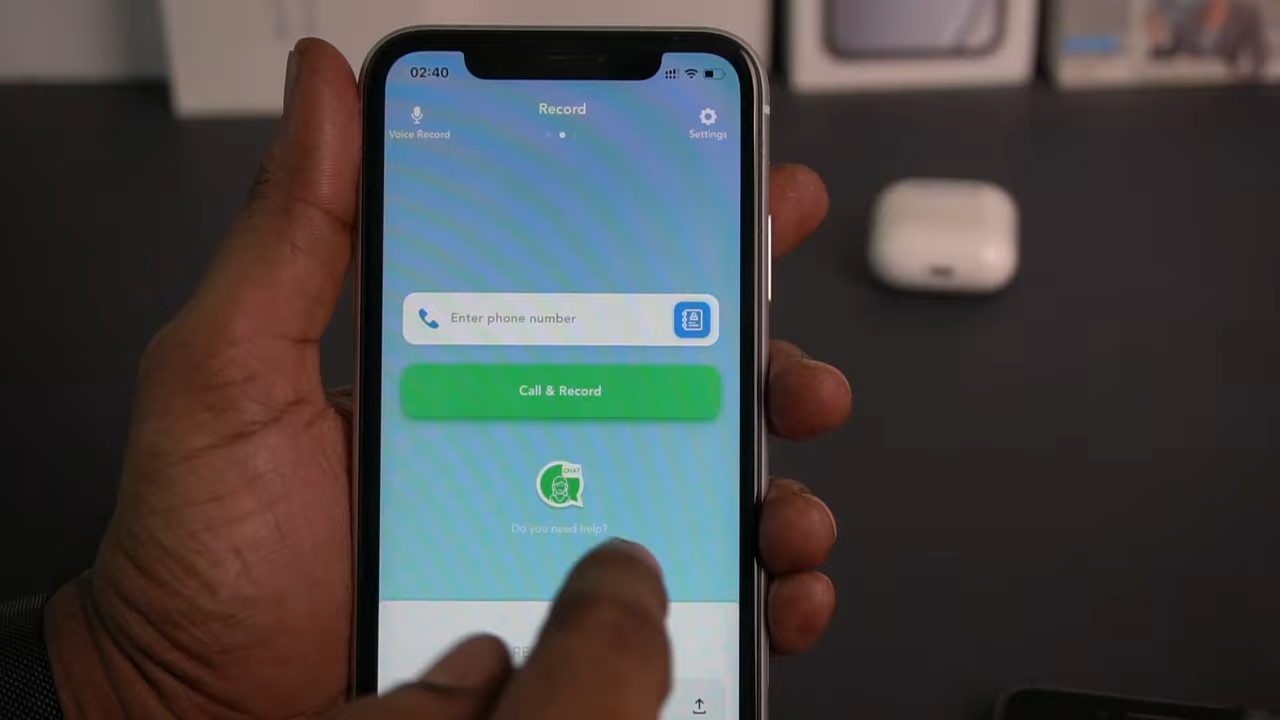 02:40
Record
Voice Record
Settings
Enter phone number
Call & Record
CHAT
Do you need help?